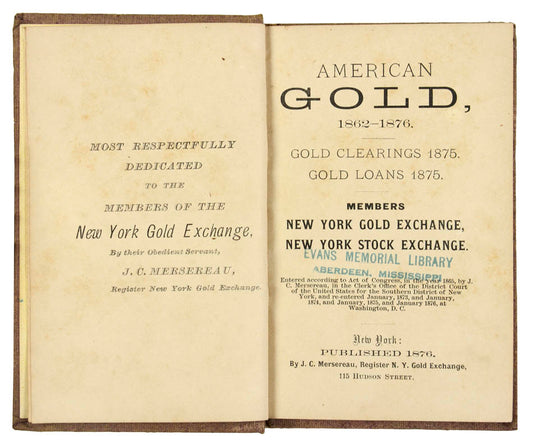 MOST RESPECTFULLY
DEDICATED
TO THE
MEMBERS OF THE
New York Gold Exchange,
By their Obedient Servant,
J. C. MERSEREAU,
Register New York Gold Exchange.
AMERICAN
GOLD,
1862–1876.
GOLD CLEARINGS 1875.
GOLD LOANS 1875.
MEMBERS
NEW YORK GOLD EXCHANGE,
NEW YORK STOCK EXCHANGE.
EVANS MEMORIAL LIBRARY
ABERDEEN, MISSISSIPPI
Entered according to Act of Congress, in the year 1865, by J.
C. Mersereau, in the Clerk's Office of the District Court
of the United States for the Southern District of New
York, and re-entered January, 1873, and January,
1874, and January, 1875, and January 1876, at
Washington, D. C.
New York:
PUBLISHED 1876.
By J. C. Mersereau, Register N. Y. Gold Exchange,
115 HUDSON STREET.